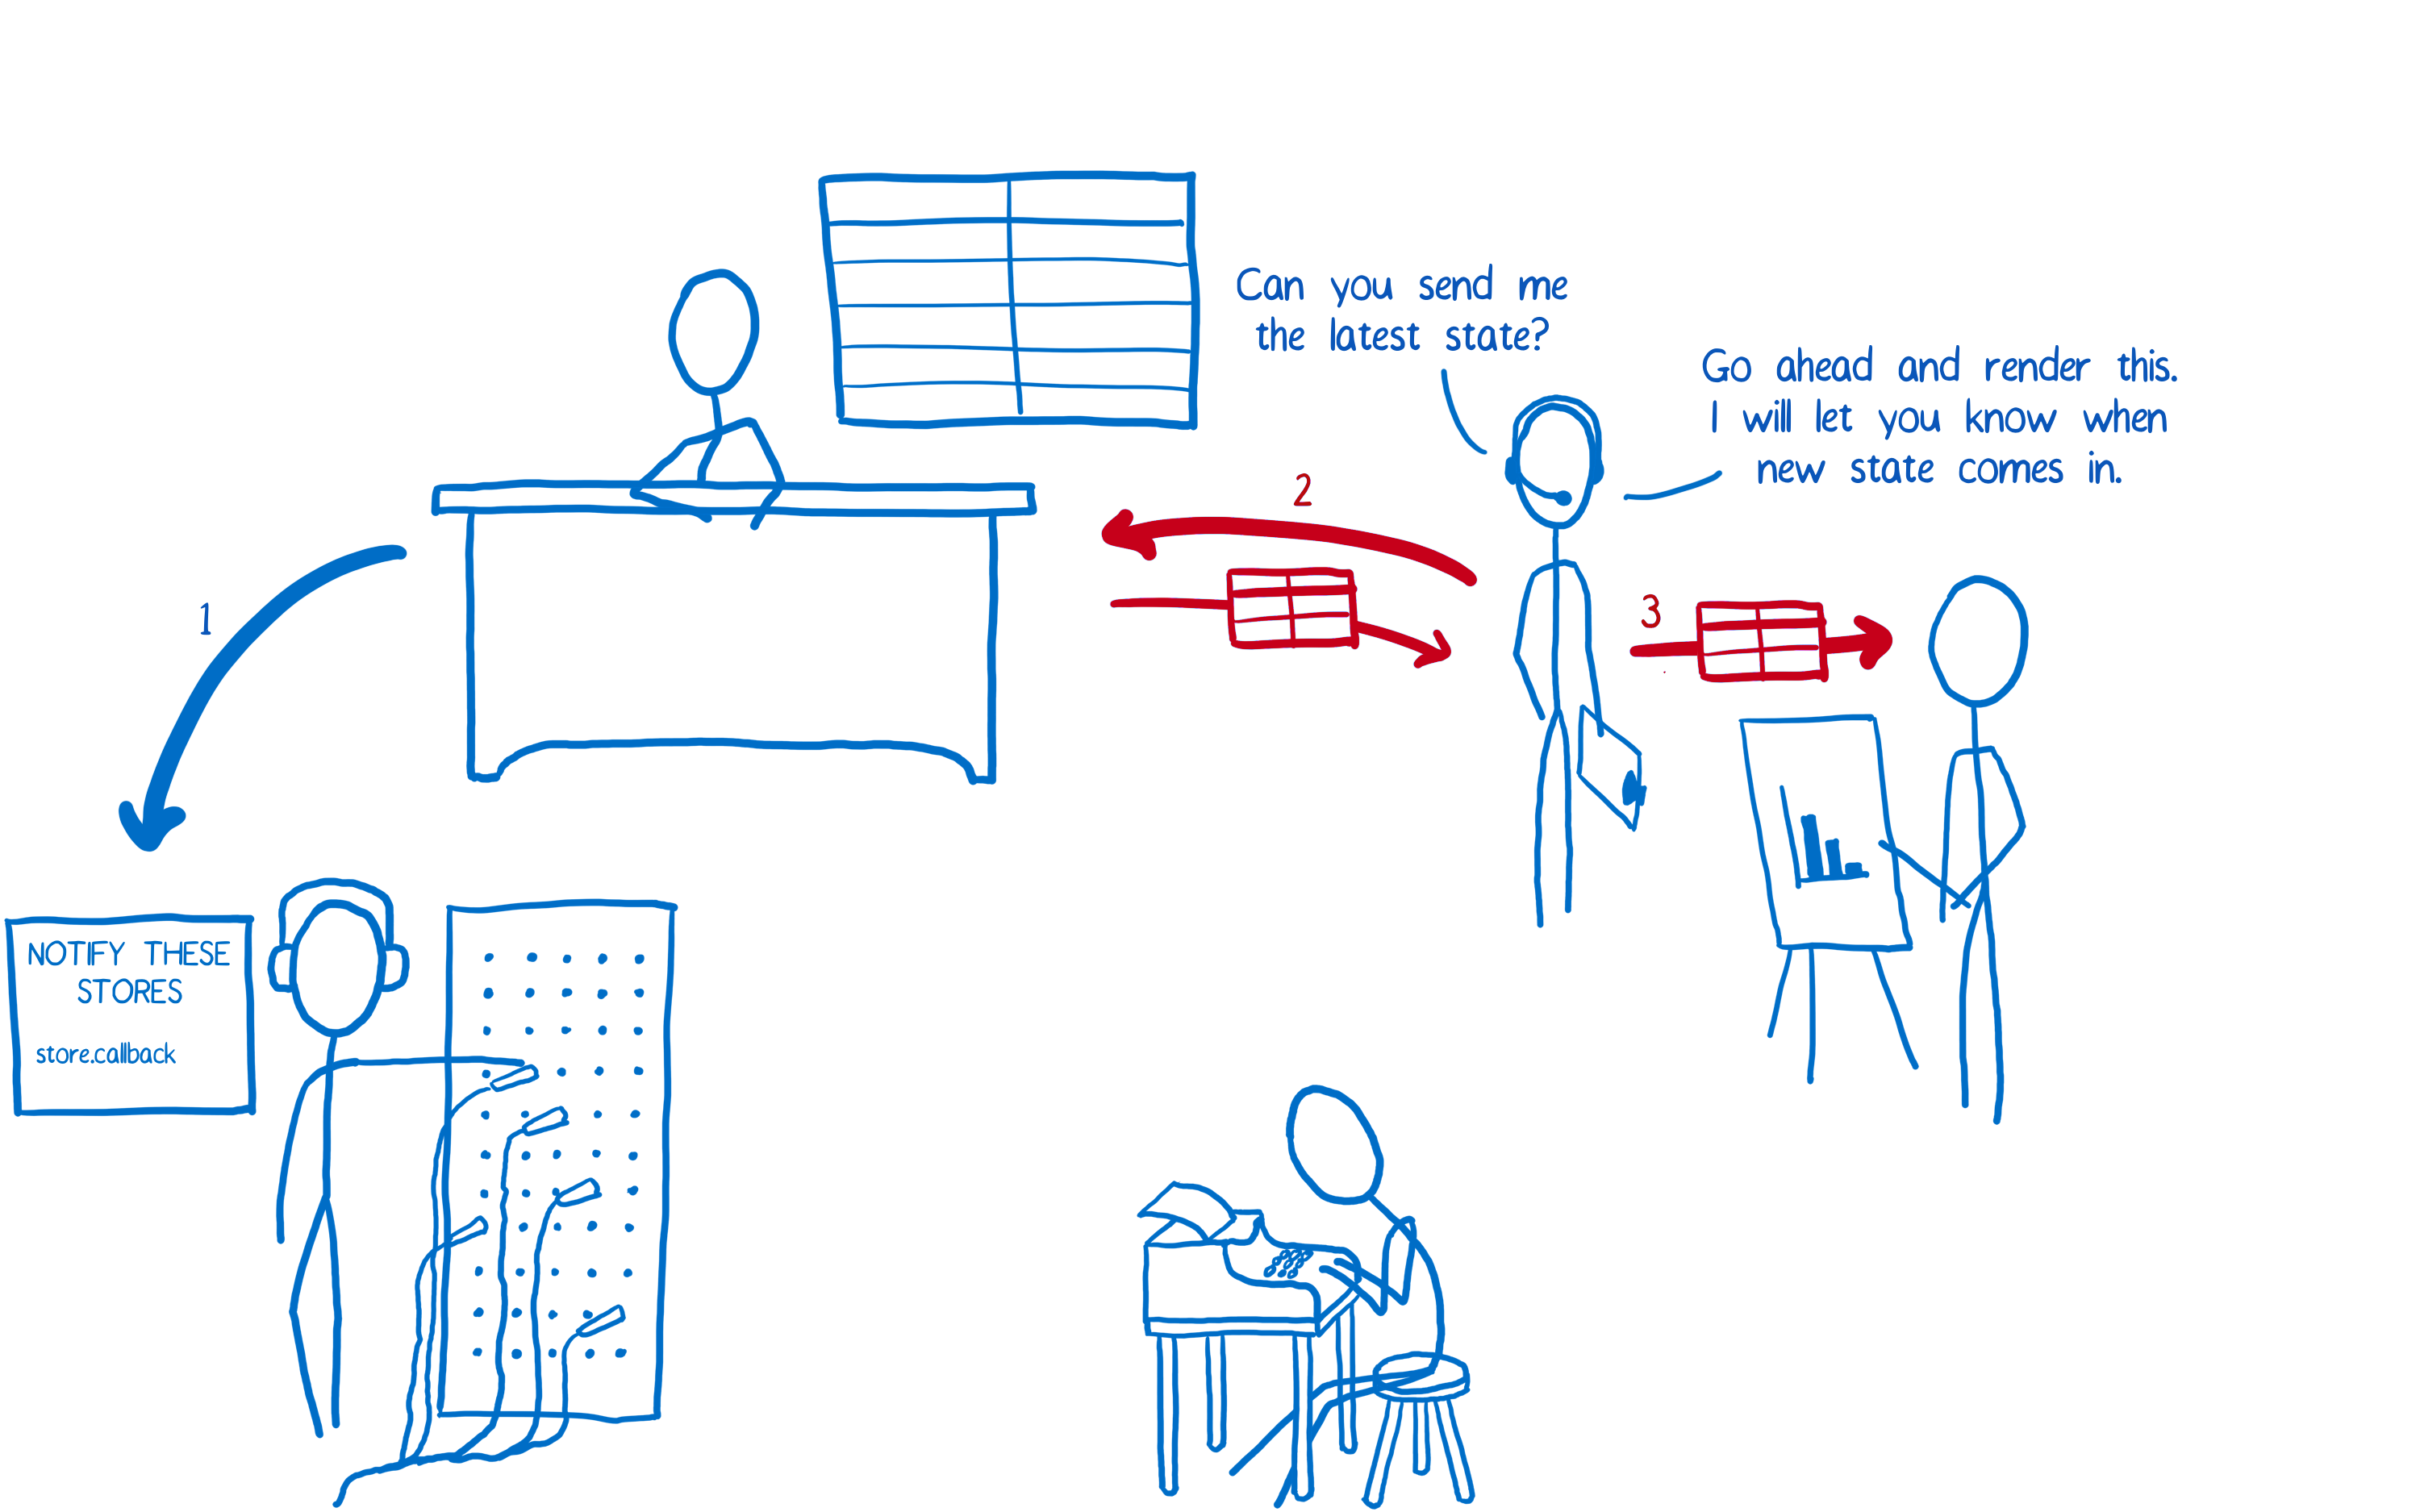 Can you send me
the latest state?
Go ahead and render this.
I will let you know when
new state comes in.
2
1
3
NOTIFY THESE
STORES
store.callback